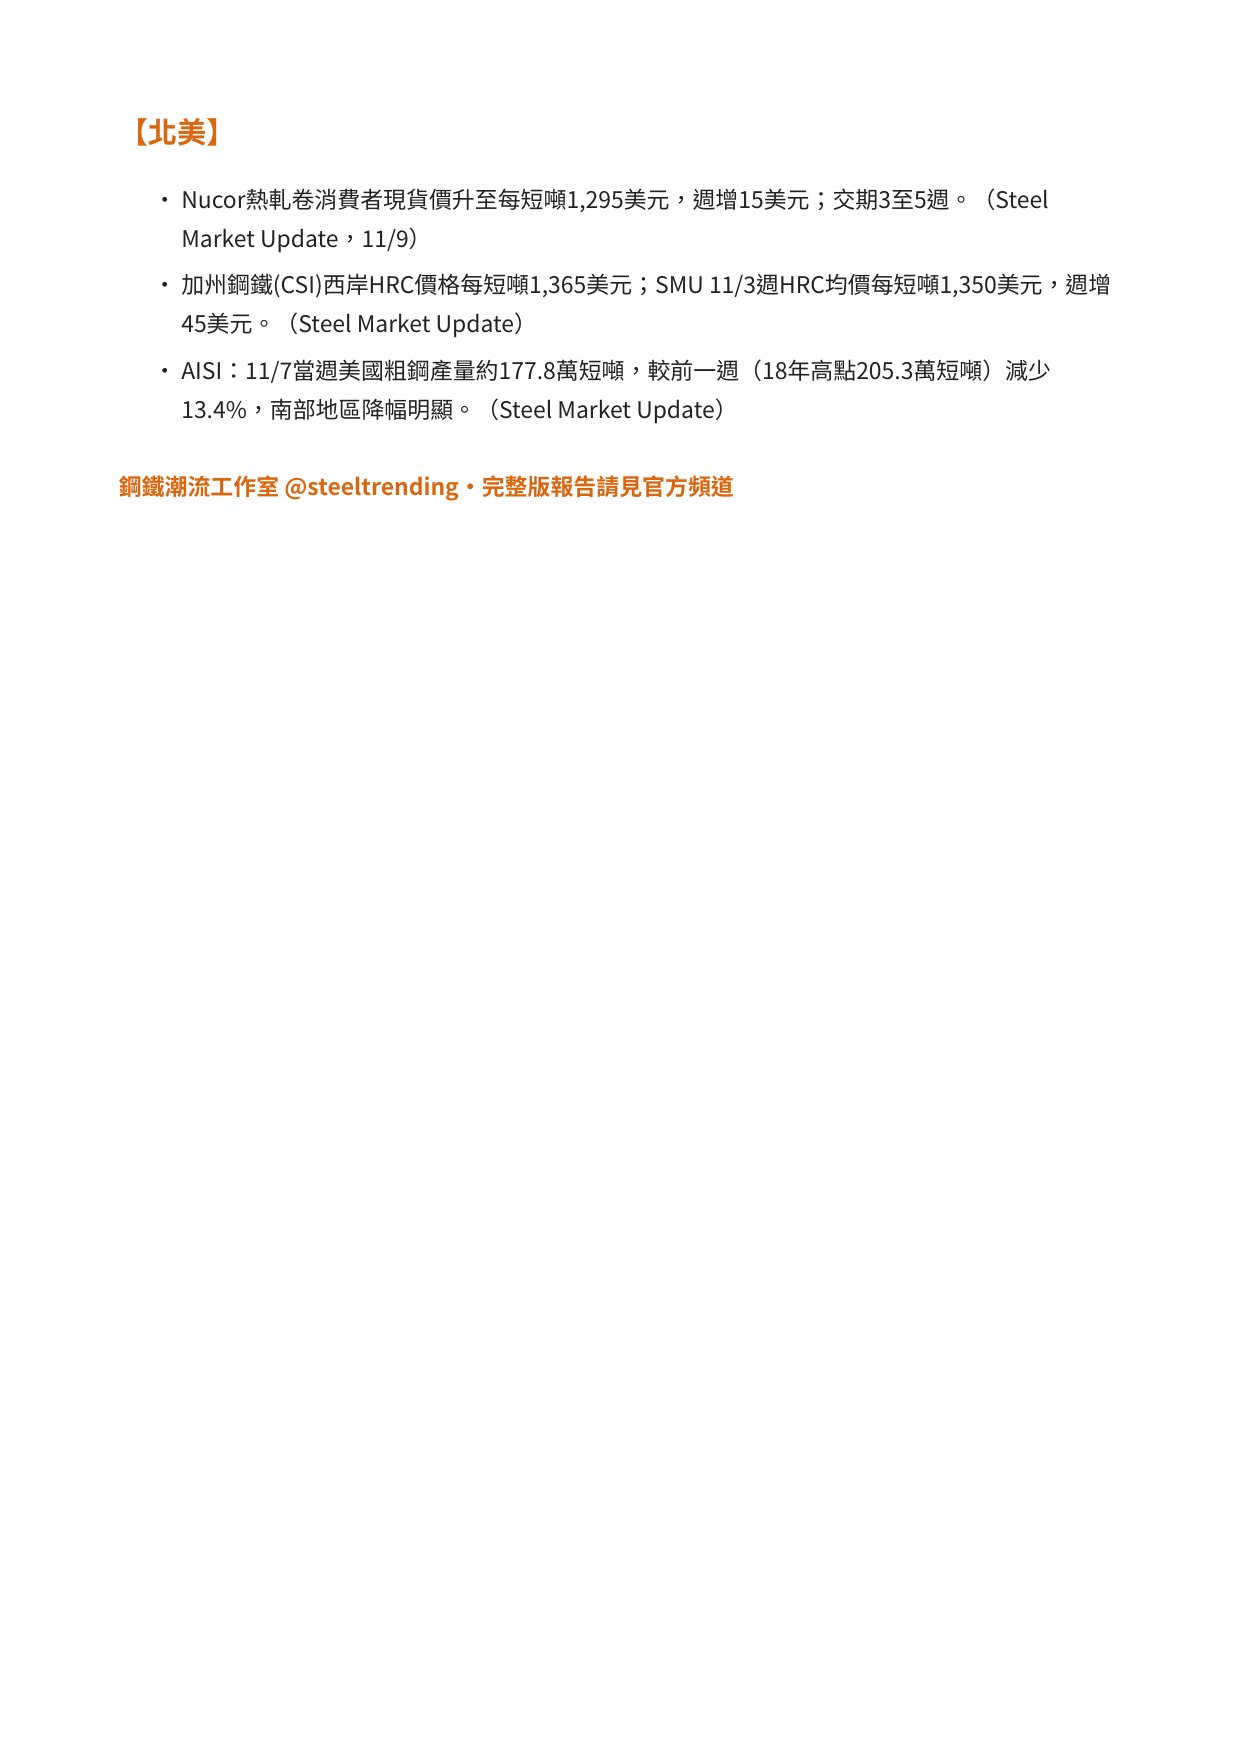 【北美】
• Nucor熱軋卷消費者現貨價升至每短噸1,295美元，週增15美元；交期3至5週。（Steel
Market Update，11/9）
• 加州鋼鐵(CSI)西岸HRC價格每短噸1,365美元；SMU 11/3週HRC均價每短噸1,350美元，週增
45美元。（Steel Market Update）
• AISI：11/7當週美國粗鋼產量約177.8萬短噸，較前一週（18年高點205.3萬短噸）減少
13.4%，南部地區降幅明顯。（Steel Market Update）
鋼鐵潮流工作室 @steeltrending・完整版報告請見官方頻道